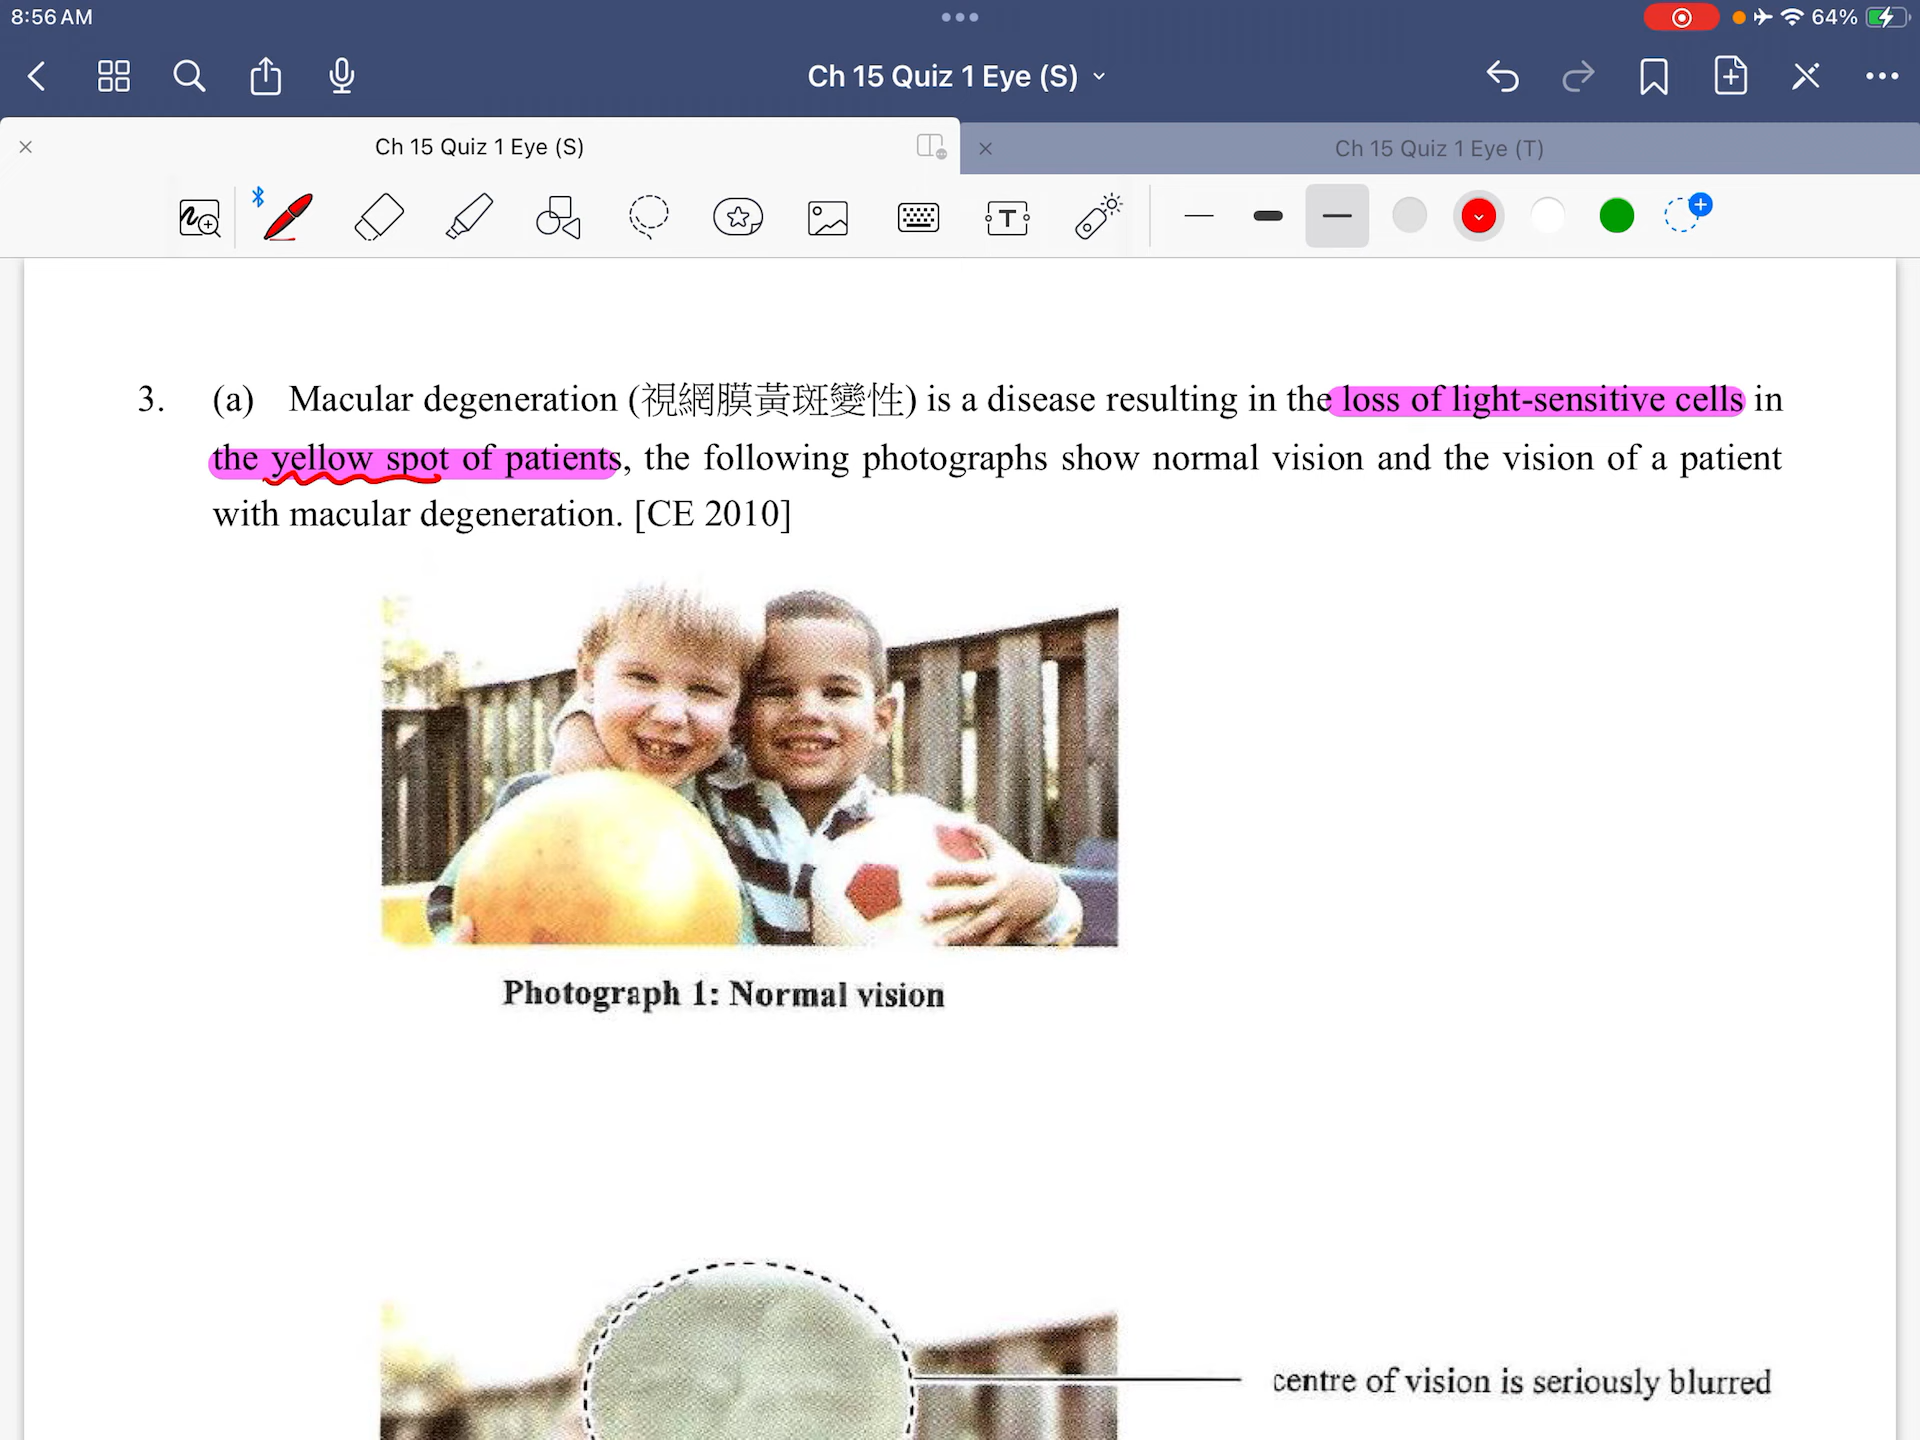 8:56 AM
64%
Ch 15 Quiz 1 Eye (S)
Ch 15 Quiz 1 Eye (S)
Ch 15 Quiz 1 Eye (T)
T
3. (a) Macular degeneration (視網膜黃斑變性) is a disease resulting in the loss of light-sensitive cells in
the yellow spot of patients, the following photographs show normal vision and the vision of a patient
with macular degeneration. [CE 2010]
Photograph 1: Normal vision
centre of vision is seriously blurred